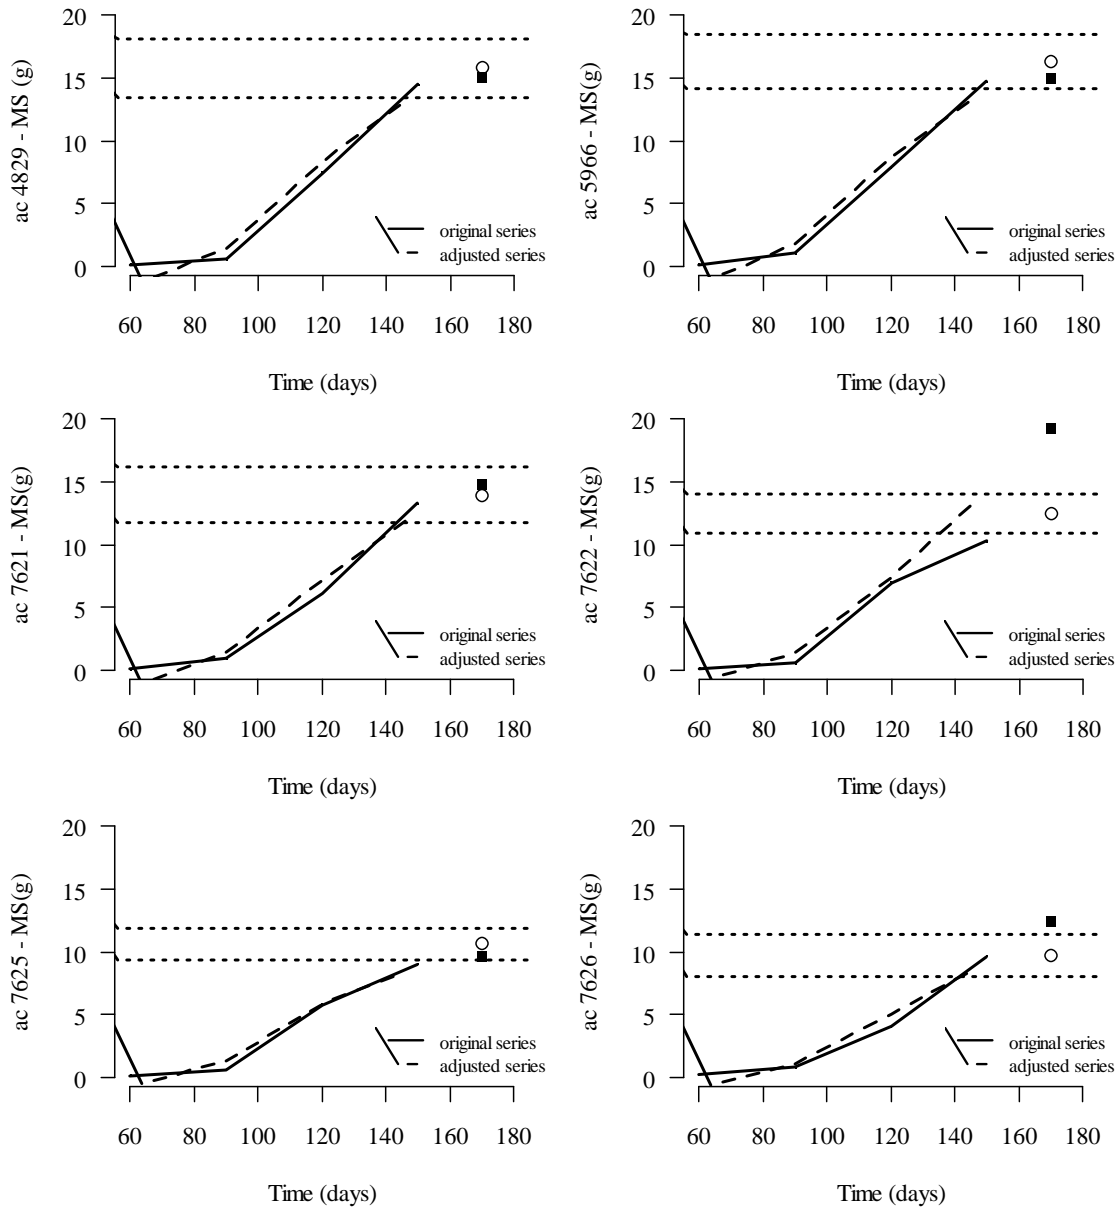 20
15
10
5
0
ac 4829 - MS (g)
original series
adjusted series
60 80 100 120 140 160 180
Time (days)
20
15
10
5
0
ac 5966 - MS(g)
original series
adjusted series
60 80 100 120 140 160 180
Time (days)
20
15
10
5
0
ac 7621 - MS(g)
original series
adjusted series
60 80 100 120 140 160 180
Time (days)
20
15
10
5
0
ac 7622 - MS(g)
original series
adjusted series
60 80 100 120 140 160 180
Time (days)
20
15
10
5
0
ac 7625 - MS(g)
original series
adjusted series
60 80 100 120 140 160 180
Time (days)
20
15
10
5
0
ac 7626 - MS(g)
original series
adjusted series
60 80 100 120 140 160 180
Time (days)